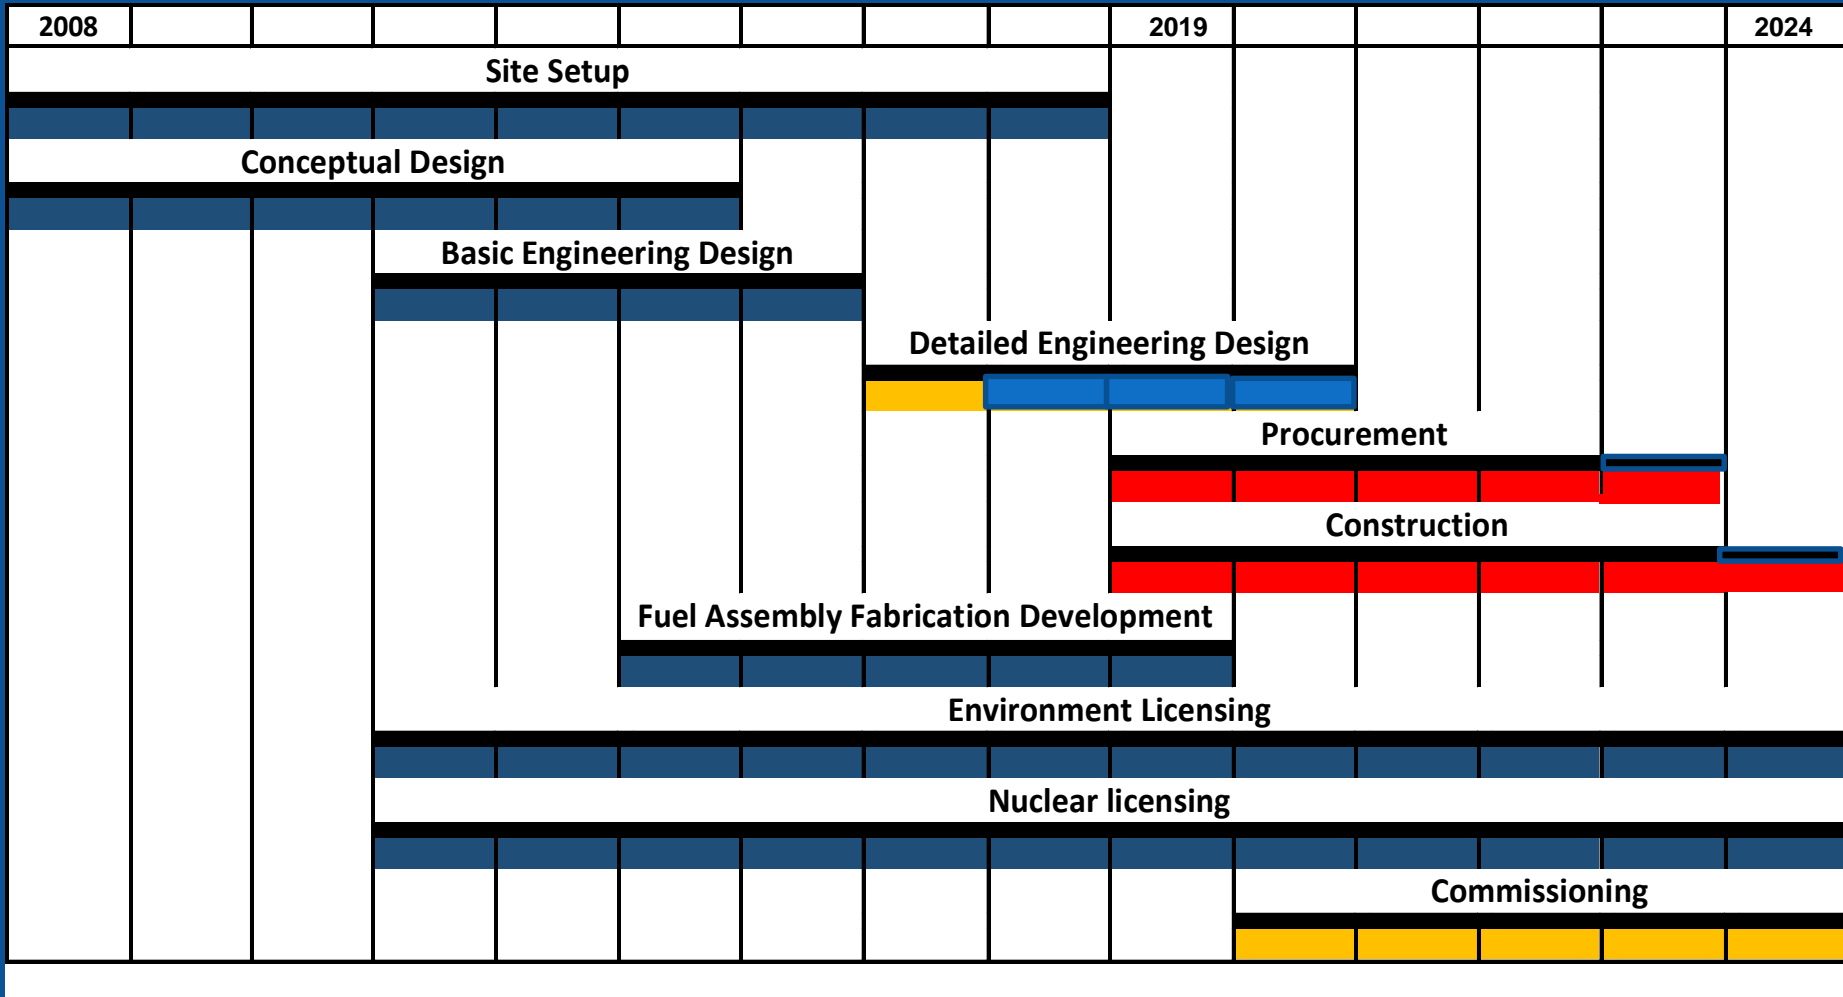 2008 2019 2024
Site Setup
Conceptual Design
Basic Engineering Design
Detailed Engineering Design
Procurement
Construction
Fuel Assembly Fabrication Development
Environment Licensing
Nuclear licensing
Commissioning